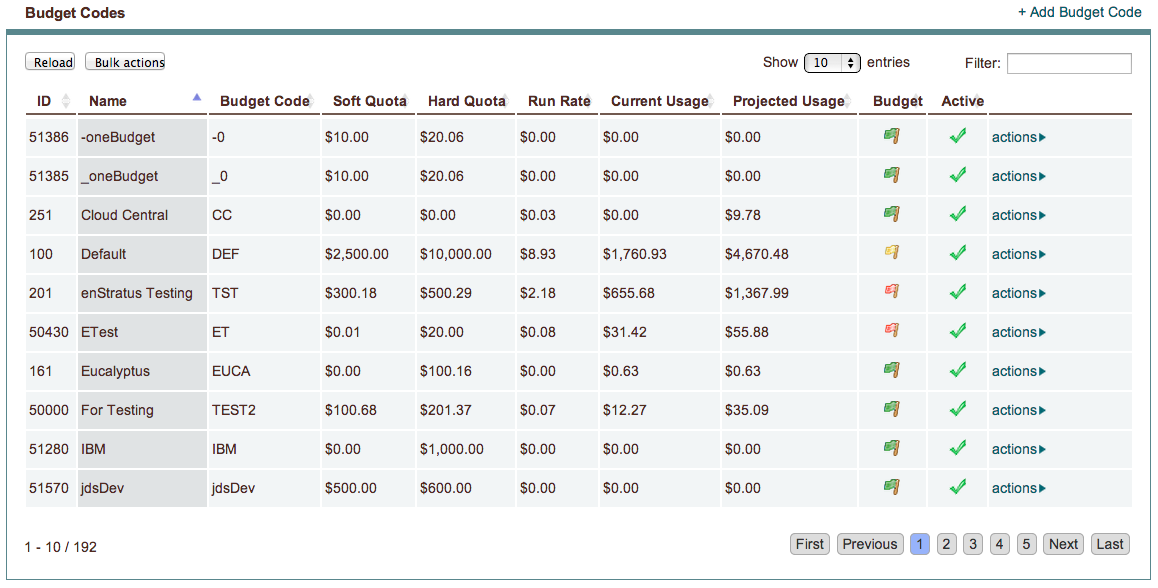 Budget Codes + Add Budget Code
Reload Bulk actions Show 10 entries Filter:
ID Name Budget Code Soft Quota Hard Quota Run Rate Current Usage Projected Usage Budget Active
51386 -oneBudget -0 $10.00 $20.06 $0.00 $0.00 $0.00 actions
51385 _oneBudget _0 $10.00 $20.06 $0.00 $0.00 $0.00 actions
251 Cloud Central CC $0.00 $0.00 $0.03 $0.00 $9.78 actions
100 Default DEF $2,500.00 $10,000.00 $8.93 $1,760.93 $4,670.48 actions
201 enStratus Testing TST $300.18 $500.29 $2.18 $655.68 $1,367.99 actions
50430 ETest ET $0.01 $20.00 $0.08 $31.42 $55.88 actions
161 Eucalyptus EUCA $0.00 $100.16 $0.00 $0.63 $0.63 actions
50000 For Testing TEST2 $100.68 $201.37 $0.07 $12.27 $35.09 actions
51280 IBM IBM $0.00 $1,000.00 $0.00 $0.00 $0.00 actions
51570 jdsDev jdsDev $500.00 $600.00 $0.00 $0.00 $0.00 actions
1 - 10 / 192 First Previous 1 2 3 4 5 Next Last